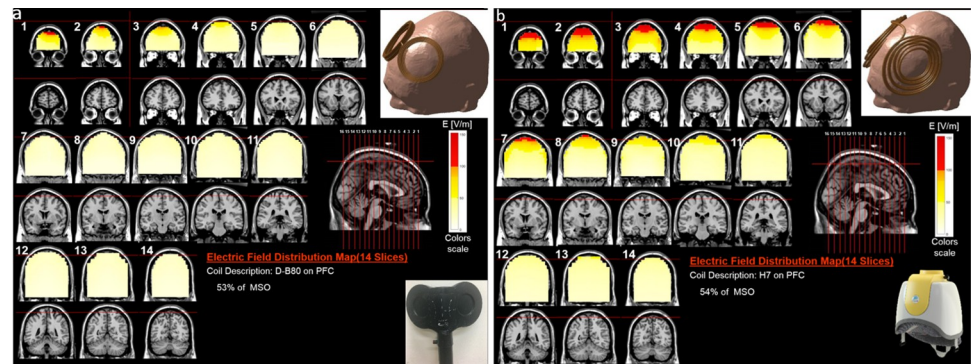 a
1 2 3 4 5 6
7 8 9 10 11
E [V/m]
Colors
scale
12 13 14
Electric Field Distribution Map(14 Slices)
Coil Description: D-B80 on PFC
53% of MSO
b
1 2 3 4 5 6
7 8 9 10 11
E [V/m]
Colors
scale
12 13 14
Electric Field Distribution Map(14 Slices)
Coil Description: H7 on PFC
54% of MSO